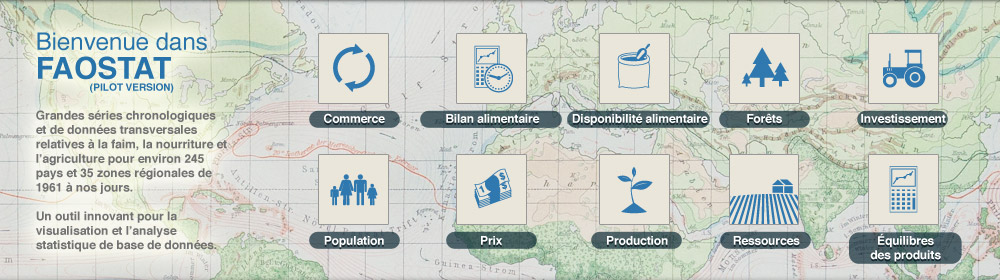 Bienvenue dans
FAOSTAT
(PILOT VERSION)
Grandes séries chronologiques
et de données transversales
relatives à la faim, la nourriture et
l'agriculture pour environ 245
pays et 35 zones régionales de
1961 à nos jours.
Un outil innovant pour la
visualisation et l'analyse
statistique de base de données.
Commerce
Bilan alimentaire
Disponibilité alimentaire
Forêts
Investissement
Population
Prix
Production
Ressources
Équilibres
des produits